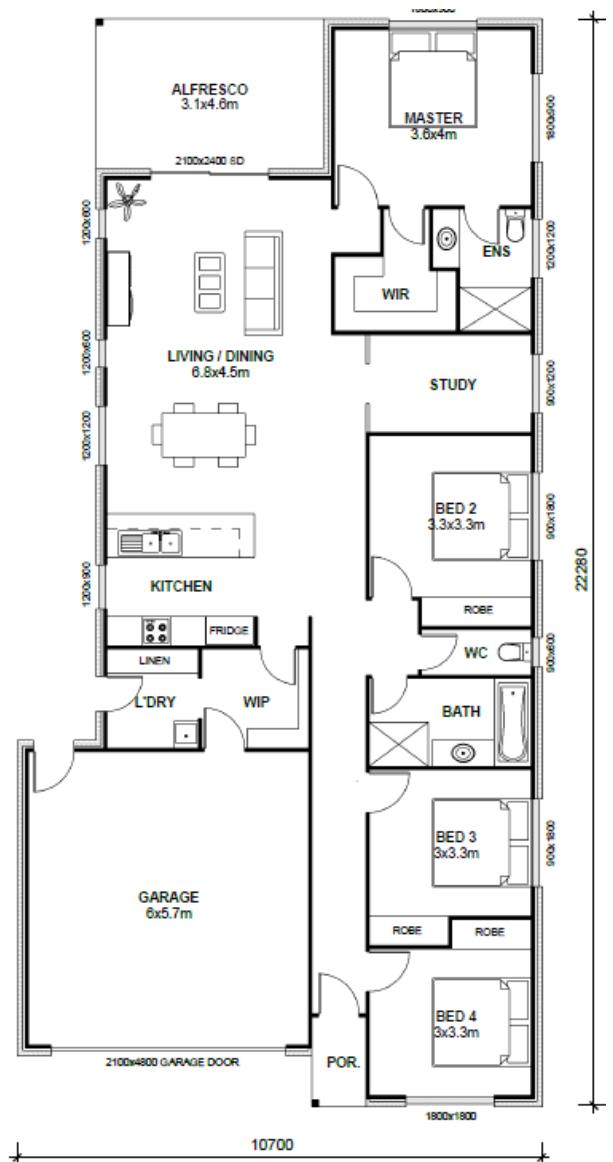 ALFRESCO
3.1x4.6m
MASTER
3.6x4m
1800x900
2100x2400 SD
1200x600
ENS
1200x1200
WIR
LIVING / DINING
6.8x4.5m
1200x600
STUDY
900x1200
1200x1200
BED 2
3.3x3.3m
900x1800
22280
KITCHEN
1200x900
ROBE
FRIDGE
WC
900x600
LINEN
L'DRY
WIP
BATH
BED 3
3x3.3m
900x1800
GARAGE
6x5.7m
ROBE
ROBE
BED 4
3x3.3m
2100x4800 GARAGE DOOR
POR.
1800x1800
10700